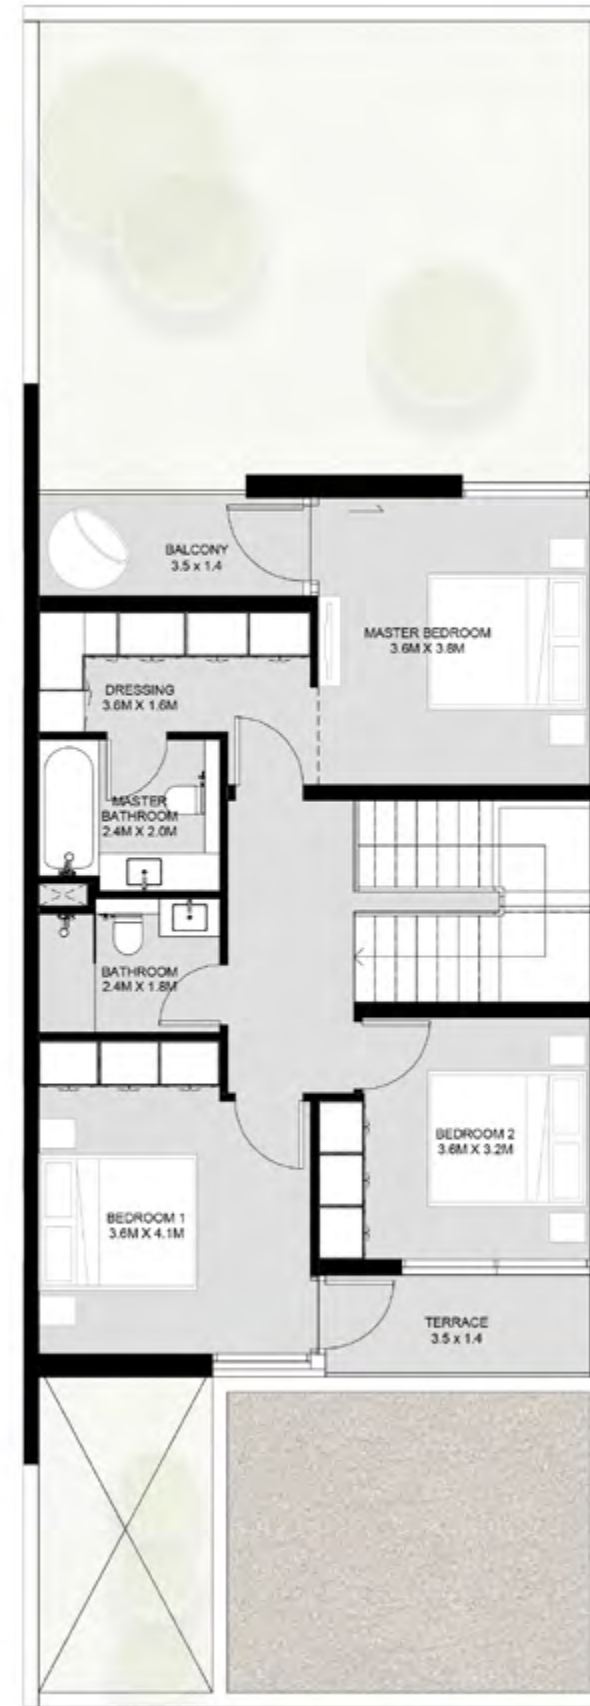 BALCONY
3.5 x 1.4
MASTER BEDROOM
3.6M X 3.8M
DRESSING
3.6M X 1.6M
MASTER
BATHROOM
2.4M X 2.0M
BATHROOM
2.4M X 1.8M
BEDROOM 2
3.6M X 3.2M
BEDROOM 1
3.6M X 4.1M
TERRACE
3.5 x 1.4